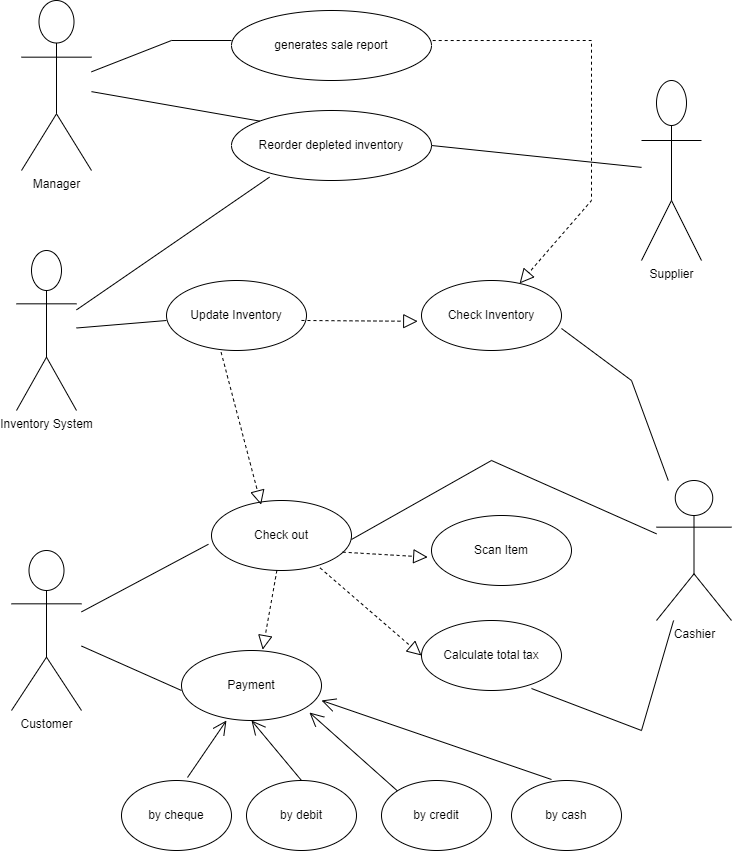 generates sale report
Reorder depleted inventory
Manager
Supplier
Update Inventory
Check Inventory
Inventory System
Check out
Scan Item
Cashier
Calculate total tax
Payment
Customer
by cheque
by debit
by credit
by cash